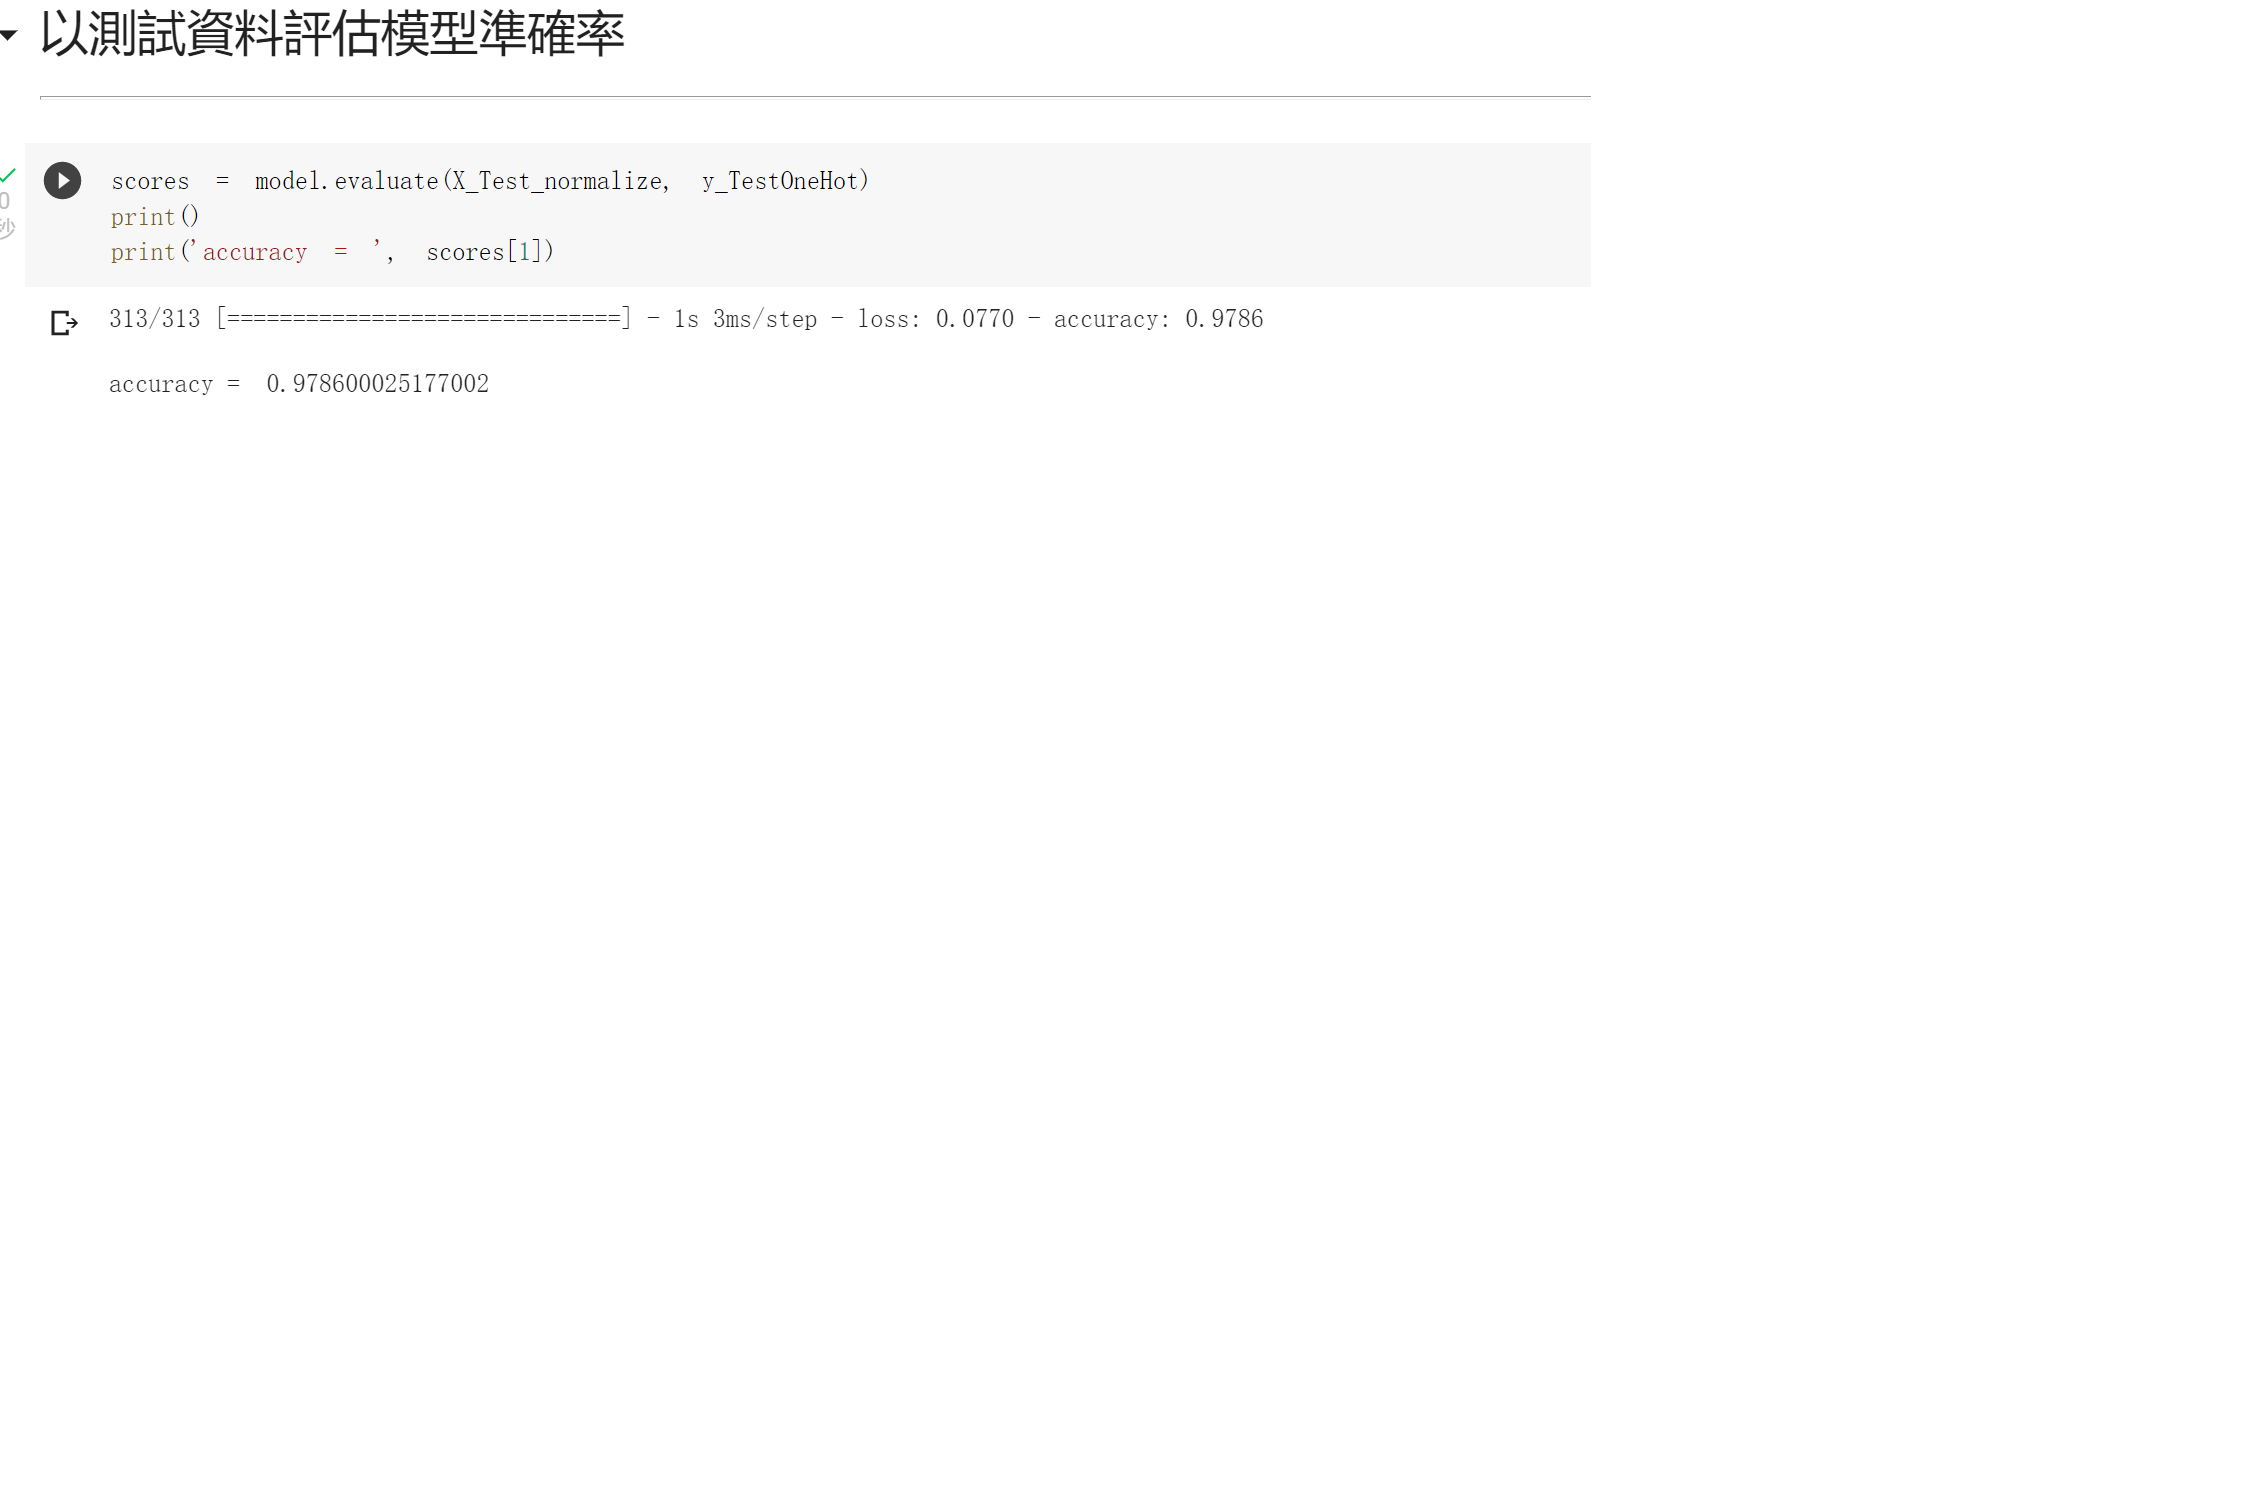 以測試資料評估模型準確率
scores = model.evaluate(X_Test_normalize, y_TestOneHot)
0
print()
秒
print('accuracy = ', scores[1])
313/313 [==============================] - 1s 3ms/step - loss: 0.0770 - accuracy: 0.9786
accuracy =  0.978600025177002